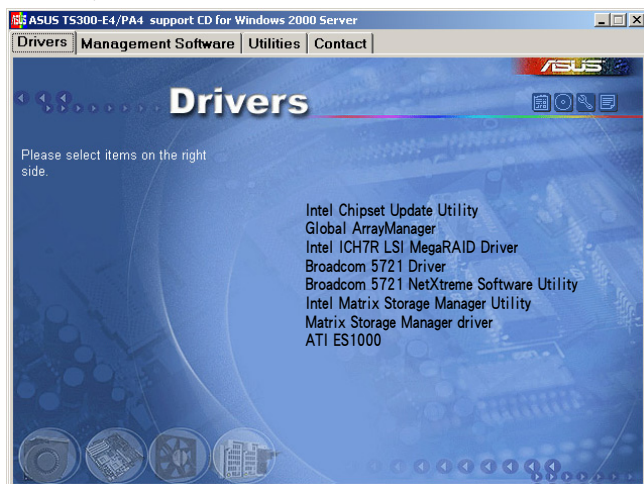 ASUS TS300-E4/PA4 support CD for Windows 2000 Server
Drivers Management Software Utilities Contact
ASUS
Drivers
Please select items on the right
side.
Intel Chipset Update Utility
Global ArrayManager
Intel ICH7R LSI MegaRAID Driver
Broadcom 5721 Driver
Broadcom 5721 NetXtreme Software Utility
Intel Matrix Storage Manager Utility
Matrix Storage Manager driver
ATI ES1000